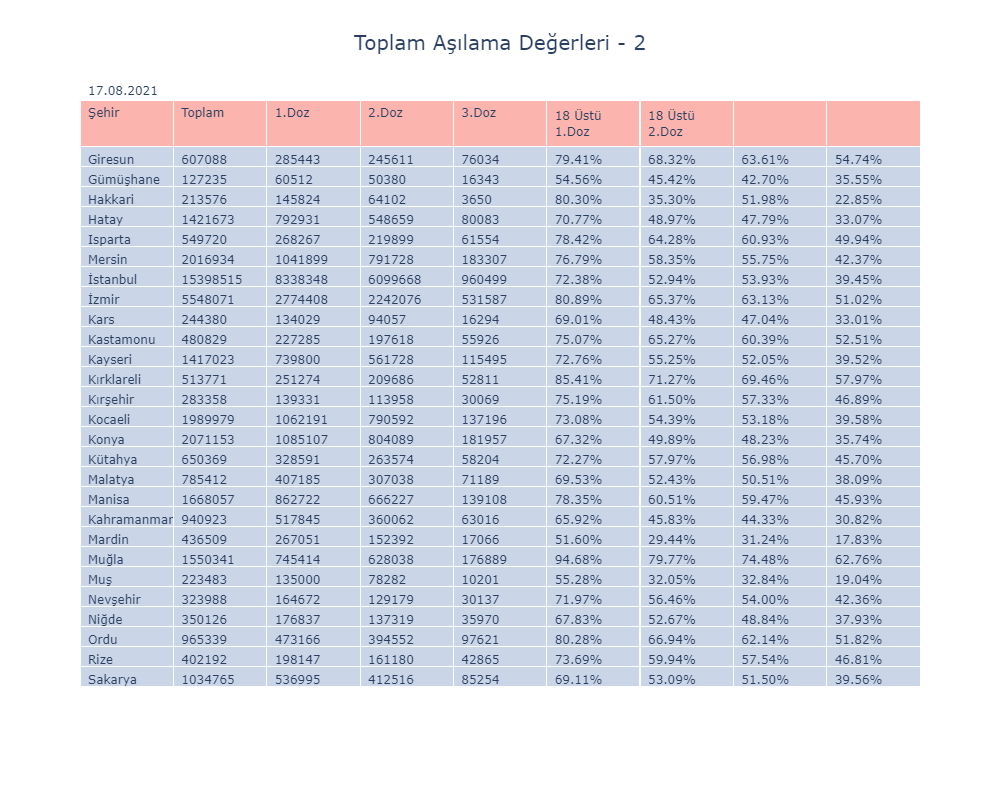 Toplam Aşılama Değerleri - 2
17.08.2021
Şehir Toplam 1.Doz 2.Doz 3.Doz 18 Üstü 1.Doz 18 Üstü 2.Doz
Giresun 607088 285443 245611 76034 79.41% 68.32% 63.61% 54.74%
Gümüşhane 127235 60512 50380 16343 54.56% 45.42% 42.70% 35.55%
Hakkari 213576 145824 64102 3650 80.30% 35.30% 51.98% 22.85%
Hatay 1421673 792931 548659 80083 70.77% 48.97% 47.79% 33.07%
Isparta 549720 268267 219899 61554 78.42% 64.28% 60.93% 49.94%
Mersin 2016934 1041899 791728 183307 76.79% 58.35% 55.75% 42.37%
İstanbul 15398515 8338348 6099668 960499 72.38% 52.94% 53.93% 39.45%
İzmir 5548071 2774408 2242076 531587 80.89% 65.37% 63.13% 51.02%
Kars 244380 134029 94057 16294 69.01% 48.43% 47.04% 33.01%
Kastamonu 480829 227285 197618 55926 75.07% 65.27% 60.39% 52.51%
Kayseri 1417023 739800 561728 115495 72.76% 55.25% 52.05% 39.52%
Kırklareli 513771 251274 209686 52811 85.41% 71.27% 69.46% 57.97%
Kırşehir 283358 139331 113958 30069 75.19% 61.50% 57.33% 46.89%
Kocaeli 1989979 1062191 790592 137196 73.08% 54.39% 53.18% 39.58%
Konya 2071153 1085107 804089 181957 67.32% 49.89% 48.23% 35.74%
Kütahya 650369 328591 263574 58204 72.27% 57.97% 56.98% 45.70%
Malatya 785412 407185 307038 71189 69.53% 52.43% 50.51% 38.09%
Manisa 1668057 862722 666227 139108 78.35% 60.51% 59.47% 45.93%
Kahramanmar 940923 517845 360062 63016 65.92% 45.83% 44.33% 30.82%
Mardin 436509 267051 152392 17066 51.60% 29.44% 31.24% 17.83%
Muğla 1550341 745414 628038 176889 94.68% 79.77% 74.48% 62.76%
Muş 223483 135000 78282 10201 55.28% 32.05% 32.84% 19.04%
Nevşehir 323988 164672 129179 30137 71.97% 56.46% 54.00% 42.36%
Niğde 350126 176837 137319 35970 67.83% 52.67% 48.84% 37.93%
Ordu 965339 473166 394552 97621 80.28% 66.94% 62.14% 51.82%
Rize 402192 198147 161180 42865 73.69% 59.94% 57.54% 46.81%
Sakarya 1034765 536995 412516 85254 69.11% 53.09% 51.50% 39.56%